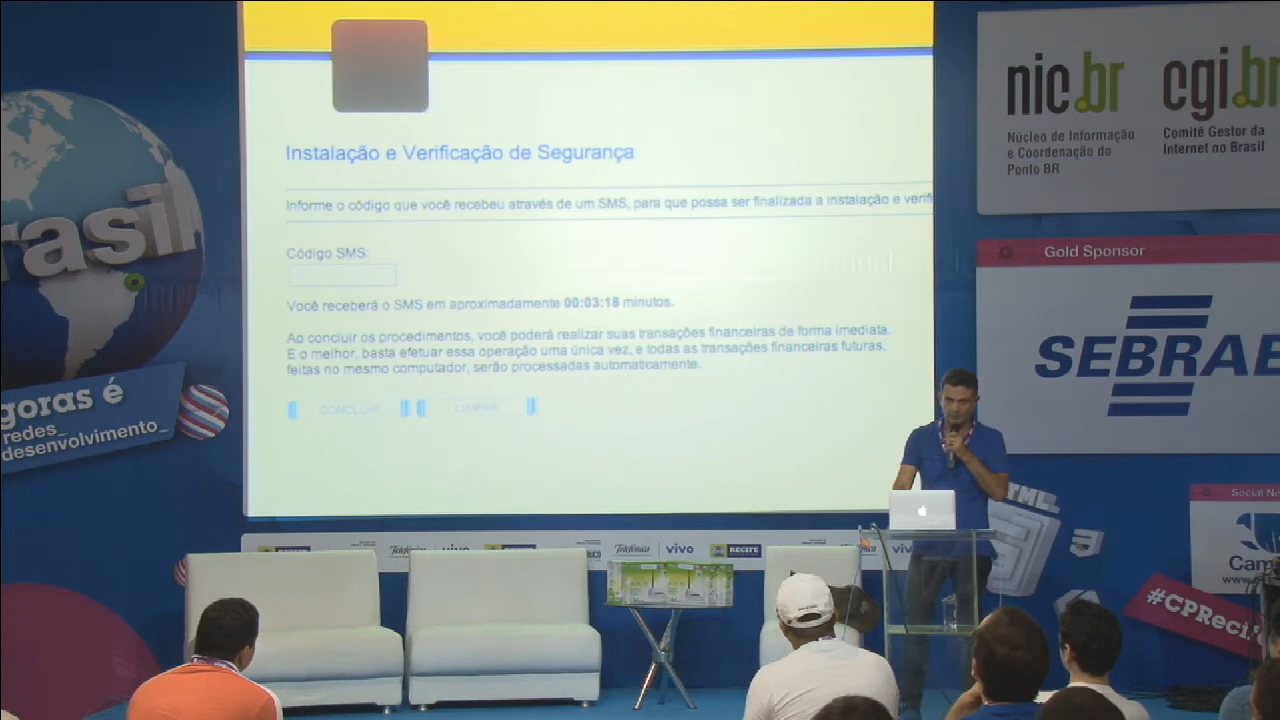 Instalação e Verificação de Segurança
Informe o código que você recebeu através de um SMS, para que possa ser finalizada a instalação e verifi
Código SMS:
Você receberá o SMS em aproximadamente 00:03:18 minutos.
Ao concluir os procedimentos, você poderá realizar suas transações financeiras de forma imediata.
E o melhor, basta efetuar essa operação uma única vez, e todas as transações financeiras futuras,
feitas no mesmo computador, serão processadas automaticamente.
CONCLUIR LIMPAR
rasil
goras é
redes_
desenvolvimento_
nic.br
Núcleo de Informação
e Coordenação do
Ponto BR
cgi.br
Comitê Gestor da
Internet no Brasil
Gold Sponsor
SEBRAE
Social Ne
Cam
www.
#CPReci
Telefónica vivo
Telefónica vivo RECIFE